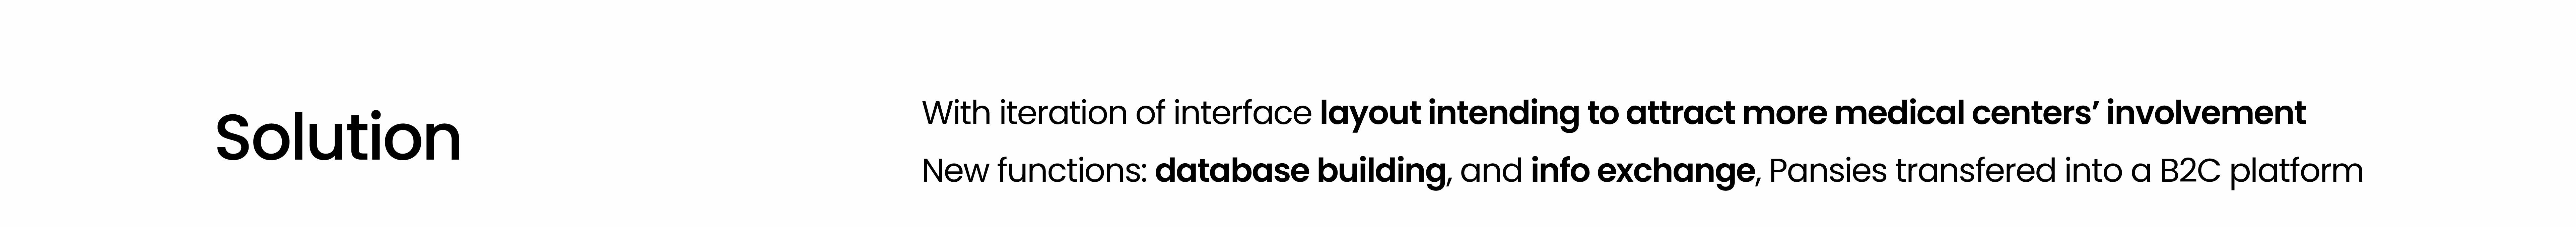 Solution
With iteration of interface layout intending to attract more medical centers’ involvement
New functions: database building, and info exchange, Pansies transfered into a B2C platform